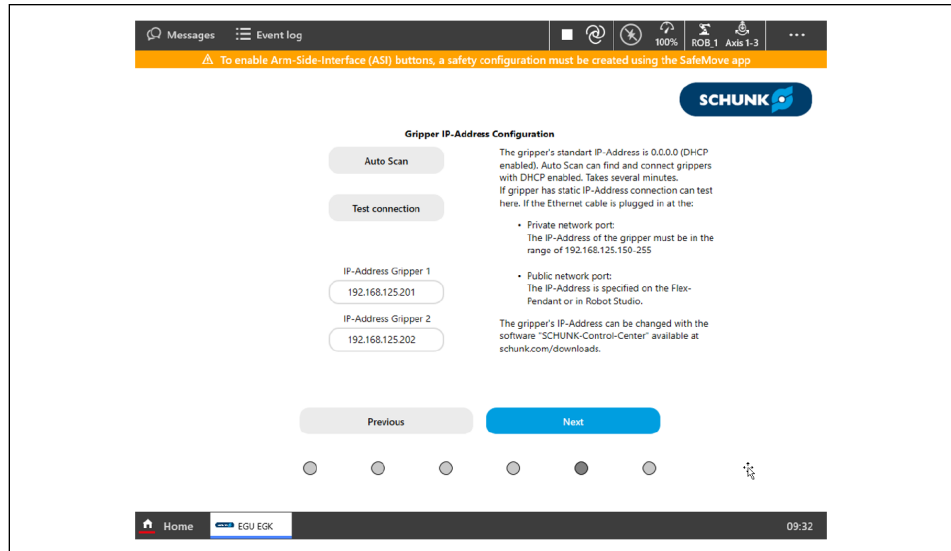 Messages Event log 100% ROB_1 Axis 1-3 ...
To enable Arm-Side-Interface (ASI) buttons, a safety configuration must be created using the SafeMove app
SCHUNK
Gripper IP-Address Configuration
Auto Scan
Test connection
IP-Address Gripper 1
192.168.125.201
IP-Address Gripper 2
192.168.125.202
The gripper's standart IP-Address is 0.0.0.0 (DHCP
enabled). Auto Scan can find and connect grippers
with DHCP enabled. Takes several minutes.
If gripper has static IP-Address connection can test
here. If the Ethernet cable is plugged in at the:
• Private network port:
The IP-Address of the gripper must be in the
range of 192.168.125.150-255
• Public network port:
The IP-Address is specified on the Flex-
Pendant or in Robot Studio.
The gripper's IP-Address can be changed with the
software "SCHUNK-Control-Center" available at
schunk.com/downloads.
Previous Next
Home EGU EGK 09:32